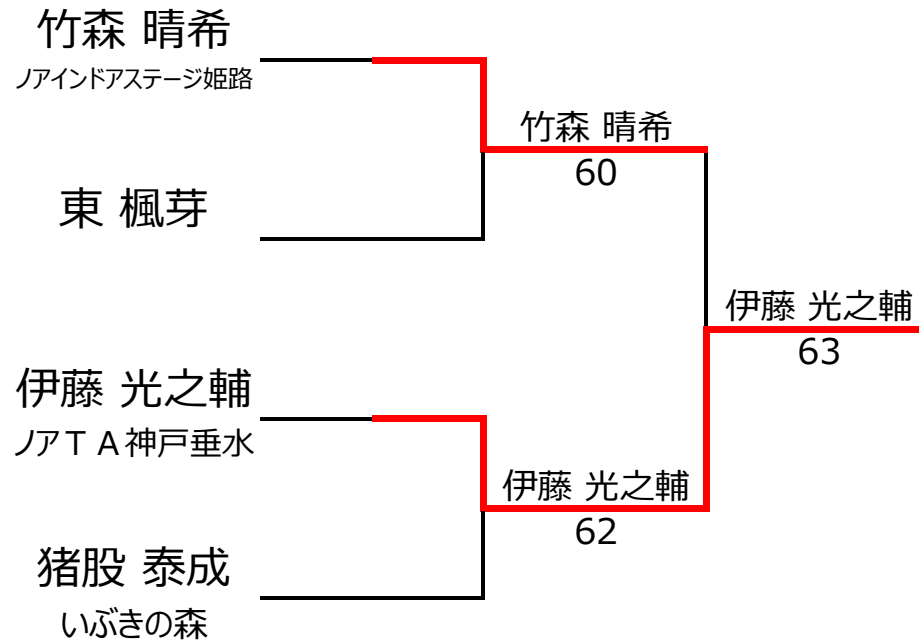 竹森 晴希
ノアインドアステージ姫路
竹森 晴希
60
東 楓芽
伊藤 光之輔
63
伊藤 光之輔
ノアＴＡ神戸垂水
伊藤 光之輔
62
猪股 泰成
いぶきの森